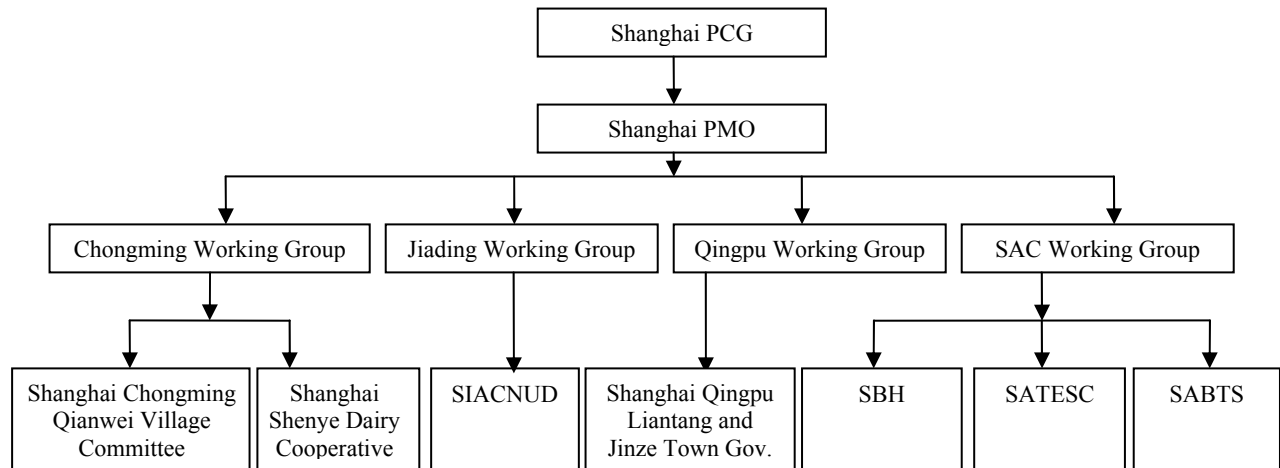 Shanghai PCG
Shanghai PMO
Chongming Working Group
Jiading Working Group
Qingpu Working Group
SAC Working Group
Shanghai Chongming
Qianwei Village
Committee
Shanghai
Shenye Dairy
Cooperative
SIACNUD
Shanghai Qingpu
Liantang and
Jinze Town Gov.
SBH
SATESC
SABTS